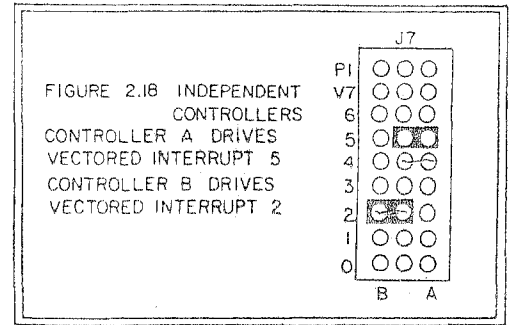 J7
FIGURE 2.18 INDEPENDENT
CONTROLLERS
CONTROLLER A DRIVES
VECTORED INTERRUPT 5
CONTROLLER B DRIVES
VECTORED INTERRUPT 2
PI
V7
6
5
4
3
2
1
0
B A